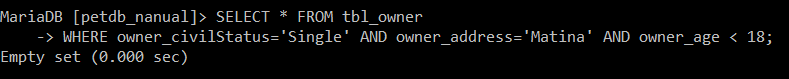 MariaDB [petdb_nanual]> SELECT * FROM tbl_owner
-> WHERE owner_civilStatus='Single' AND owner_address='Matina' AND owner_age < 18;
Empty set (0.000 sec)